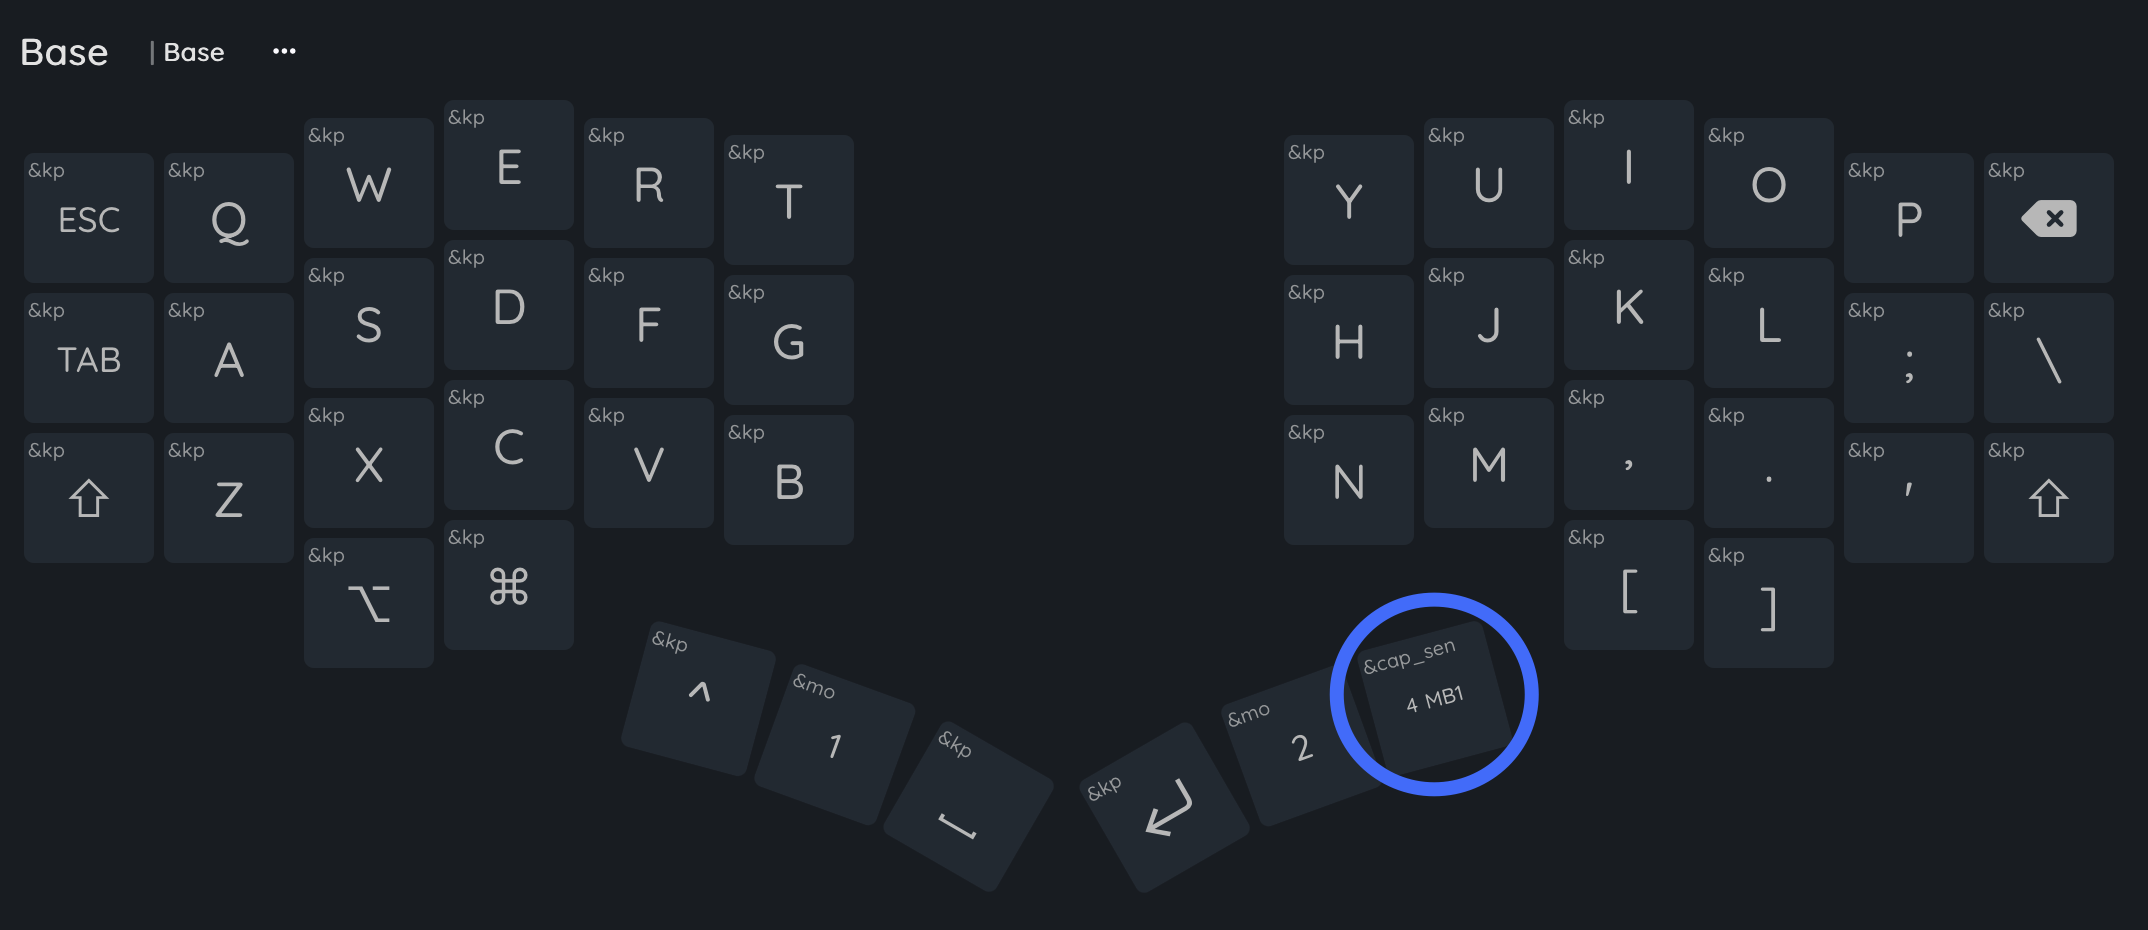 Base | Base ···
&kp &kp &kp &kp &kp &kp &kp &kp &kp &kp &kp &kp
ESC Q W E R T Y U I O P
&kp &kp &kp &kp &kp &kp &kp &kp &kp &kp &kp &kp
TAB A S D F G H J K L ; \
&kp &kp &kp &kp &kp &kp &kp &kp &kp &kp &kp &kp
⇧ Z X C V B N M , . ' ⇧
&kp &kp &kp &kp
⌥ ⌘ [ ]
&kp &mo &kp &kp &mo &cap_sen
^ 1 2 4 MB1